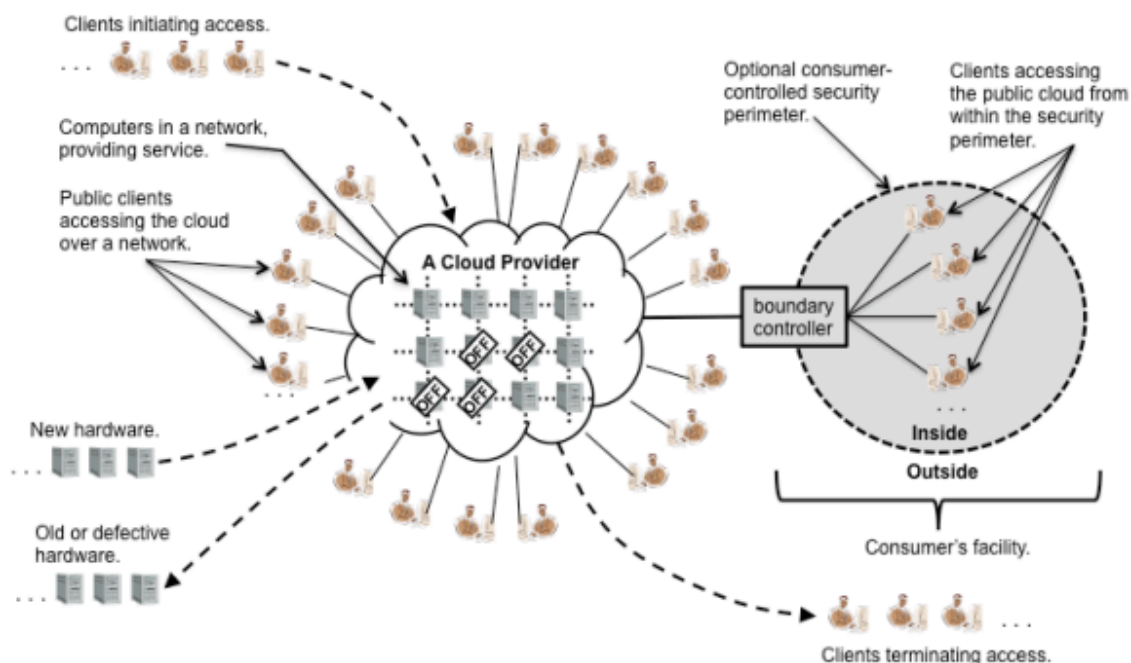 Clients initiating access.
. . .
Computers in a network,
providing service.
Public clients
accessing the cloud
over a network.
. . .
New hardware.
. . .
Old or defective
hardware.
. . .
A Cloud Provider
OFF OFF
OFF OFF
Optional consumer-
controlled security
perimeter.
Clients accessing
the public cloud from
within the security
perimeter.
boundary
controller
. . .
Inside
Outside
Consumer's facility.
. . .
Clients terminating access.